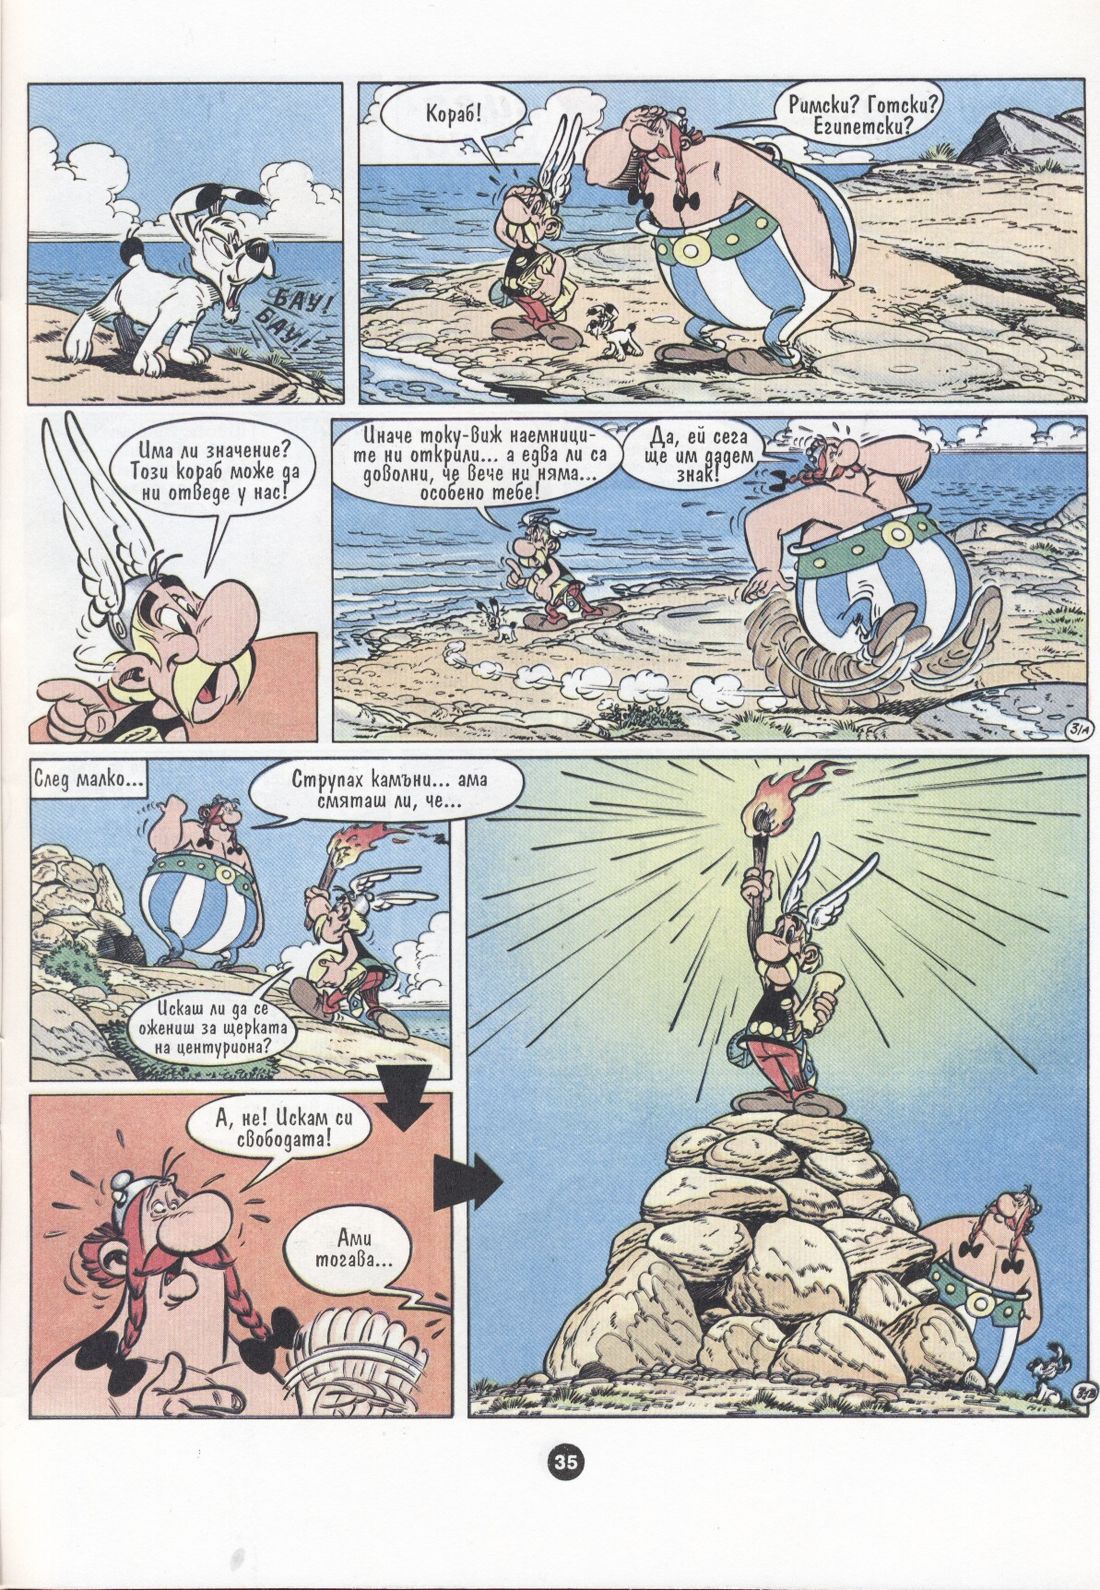 БАУ!
БАУ!
Кораб!
Римски? Готски?
Египетски?
Има ли значение?
Този кораб може да
ни отведе у нас!
Иначе току-виж наемници-
те ни открили... а едва ли са
доволни, че вече ни няма...
особено тебе!
Да, ей сега
ще им дадем
знак!
31A
След малко...
Струпах камъни... ама
смяташ ли, че...
Искаш ли да се
ожениш за щерката
на центуриона?
А, не! Искам си
свободата!
Ами
тогава...
31B
35